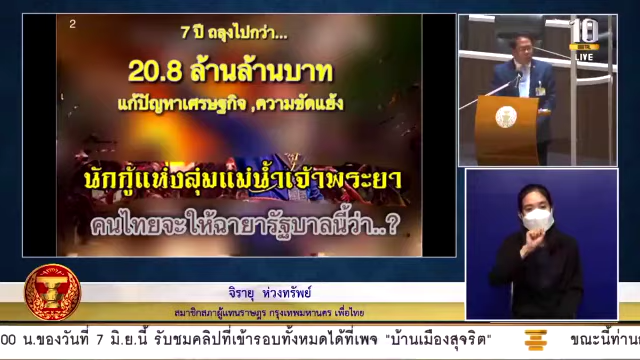 2
7 ปี ถลุงไปกว่า...
20.8 ล้านล้านบาท
แก้ปัญหาเศรษฐกิจ ,ความขัดแย้ง
นักกู้แห่งลุ่มแม่น้ำเจ้าพระยา
คนไทยจะให้ฉายารัฐบาลนี้ว่า..?
10
DIGITAL
LIVE
จิรายุ ห่วงทรัพย์
สมาชิกสภาผู้แทนราษฎร กรุงเทพมหานคร เพื่อไทย
00 น.ของวันที่ 7 มิ.ย.นี้ รับชมคลิปที่เข้ารอบทั้งหมดได้ที่เพจ "บ้านเมืองสุจริต" ขณะนี้ท่าน